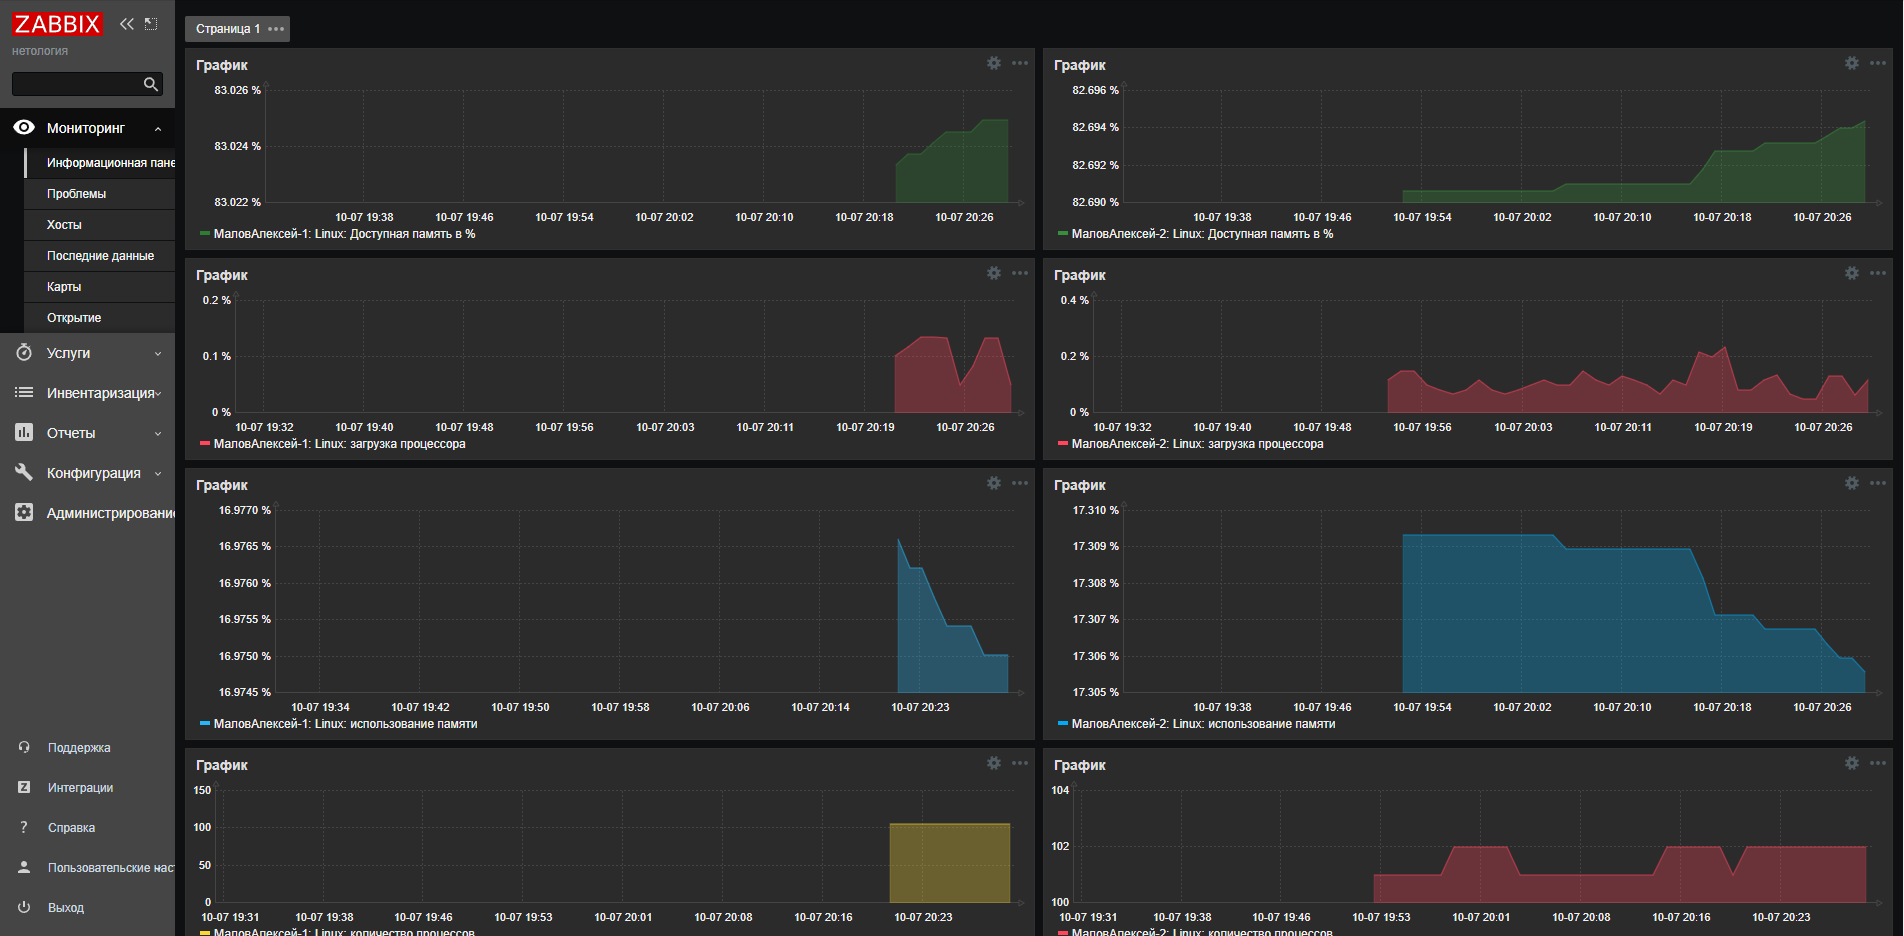 ZABBIX
нетология
Мониторинг
Информационная пане
Проблемы
Хосты
Последние данные
Карты
Открытие
Услуги
Инвентаризация
Отчеты
Конфигурация
Администрировани
Поддержка
Интеграции
Справка
Пользовательские нас
Выход
Страница 1
График
83.026 %
83.024 %
83.022 %
10-07 19:38 10-07 19:46 10-07 19:54 10-07 20:02 10-07 20:10 10-07 20:18 10-07 20:26
МаловАлексей-1: Linux: Доступная память в %
График
82.696 %
82.694 %
82.692 %
82.690 %
10-07 19:38 10-07 19:46 10-07 19:54 10-07 20:02 10-07 20:10 10-07 20:18 10-07 20:26
МаловАлексей-2: Linux: Доступная память в %
График
0.2 %
0.1 %
0 %
10-07 19:32 10-07 19:40 10-07 19:48 10-07 19:56 10-07 20:03 10-07 20:11 10-07 20:19 10-07 20:26
МаловАлексей-1: Linux: загрузка процессора
График
0.4 %
0.2 %
0 %
10-07 19:32 10-07 19:40 10-07 19:48 10-07 19:56 10-07 20:03 10-07 20:11 10-07 20:19 10-07 20:26
МаловАлексей-2: Linux: загрузка процессора
График
16.9770 %
16.9765 %
16.9760 %
16.9755 %
16.9750 %
16.9745 %
10-07 19:34 10-07 19:42 10-07 19:50 10-07 19:58 10-07 20:06 10-07 20:14 10-07 20:23
МаловАлексей-1: Linux: использование памяти
График
17.310 %
17.309 %
17.308 %
17.307 %
17.306 %
17.305 %
10-07 19:38 10-07 19:46 10-07 19:54 10-07 20:02 10-07 20:10 10-07 20:18 10-07 20:26
МаловАлексей-2: Linux: использование памяти
График
150
100
50
0
10-07 19:31 10-07 19:38 10-07 19:46 10-07 19:53 10-07 20:01 10-07 20:08 10-07 20:16 10-07 20:23
МаловАлексей-1: Linux: количество процессов
График
104
102
100
10-07 19:31 10-07 19:38 10-07 19:46 10-07 19:53 10-07 20:01 10-07 20:08 10-07 20:16 10-07 20:23
МаловАлексей-2: Linux: количество процессов